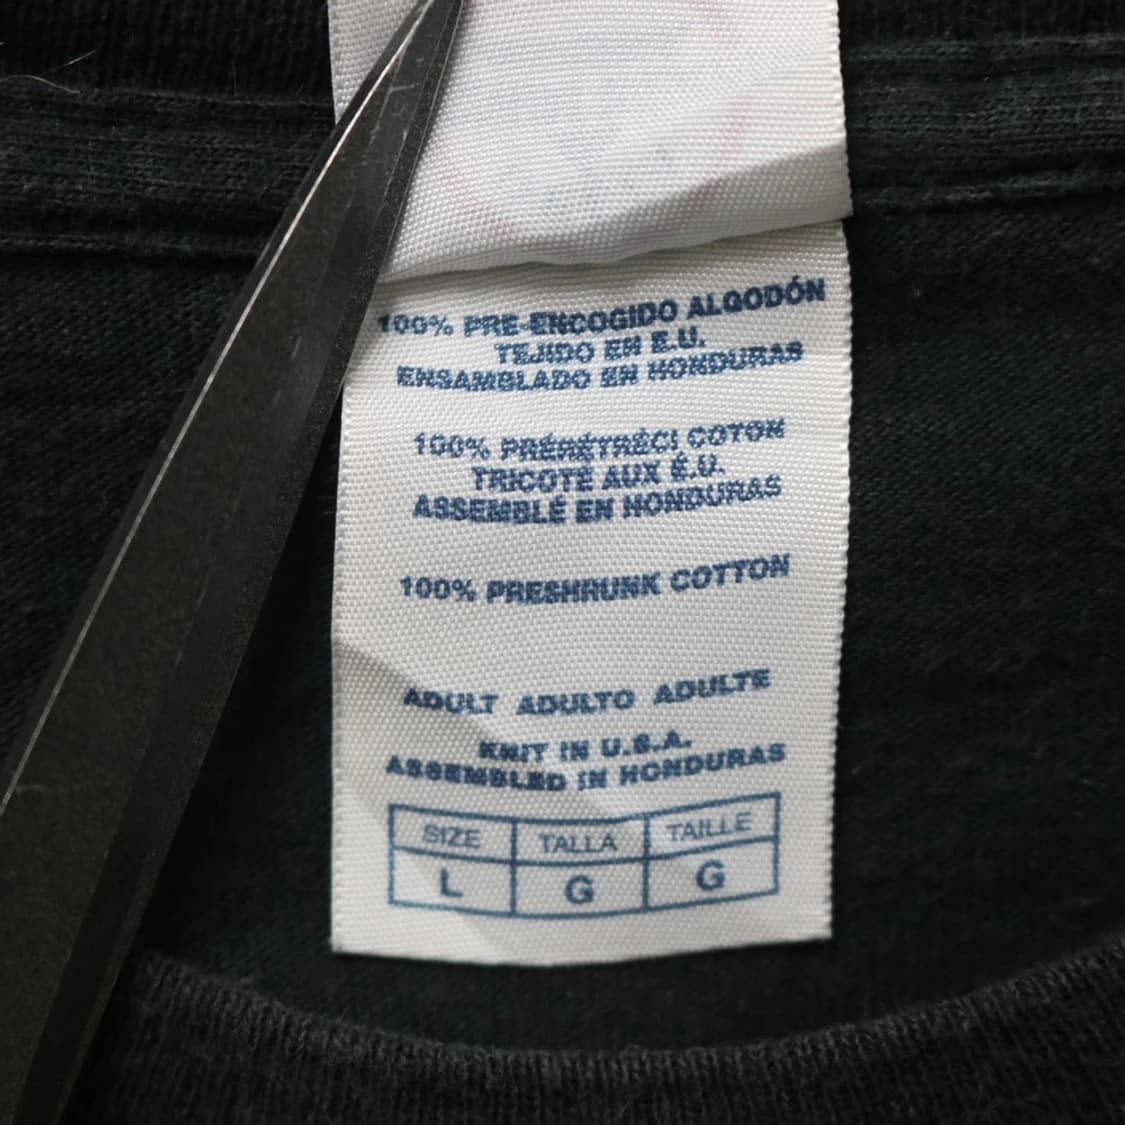 100% PRE-ENCOGIDO ALGODÓN
TEJIDO EN E.U.
ENSAMBLADO EN HONDURAS
100% PRÉRÉTRÉCI COTON
TRICOTÉ AUX É.U.
ASSEMBLÉ EN HONDURAS
100% PRESHRUNK COTTON
ADULT ADULTO ADULTE
KNIT IN U.S.A.
ASSEMBLED IN HONDURAS
SIZE TALLA TAILLE
L G G